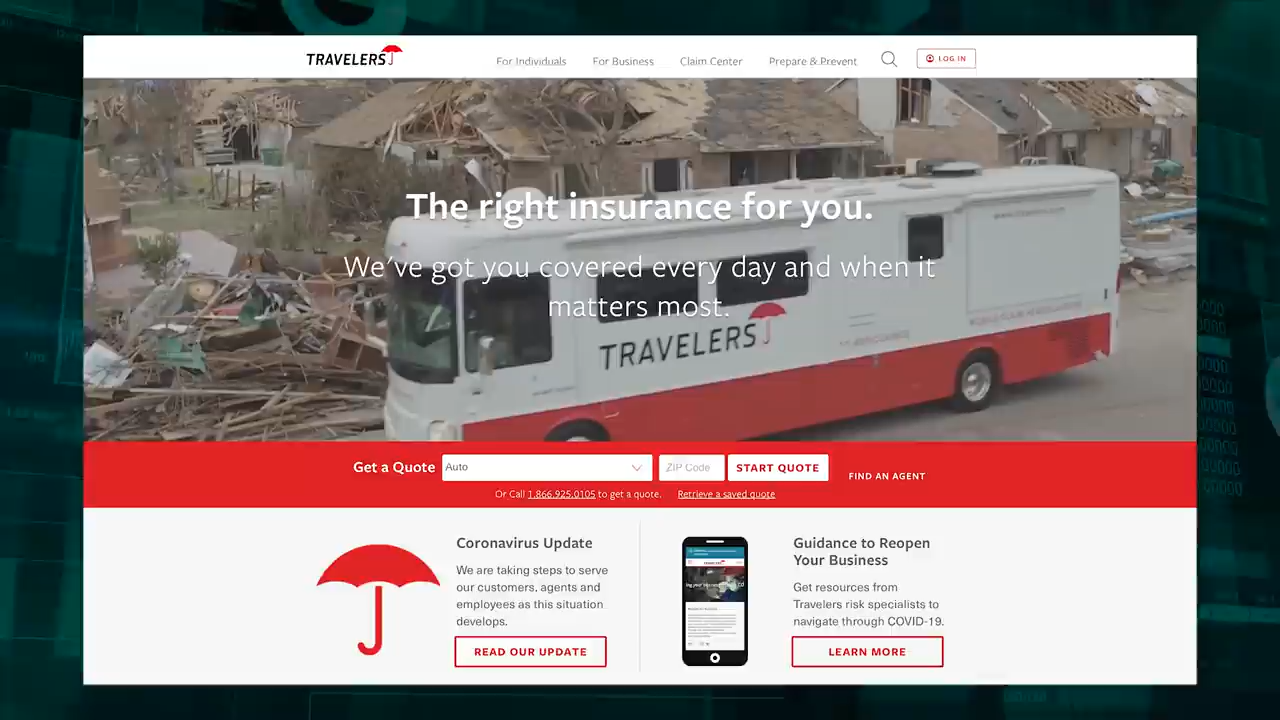 TRAVELERS
For Individuals
For Business
Claim Center
Prepare & Prevent
LOG IN
The right insurance for you.
We've got you covered every day and when it
matters most.
TRAVELERS
Get a Quote
Auto
ZIP Code
START QUOTE
FIND AN AGENT
Or Call 1.866.925.0105 to get a quote.
Retrieve a saved quote
Coronavirus Update
We are taking steps to serve
our customers, agents and
employees as this situation
develops.
READ OUR UPDATE
Guidance to Reopen
Your Business
Get resources from
Travelers risk specialists to
navigate through COVID-19.
LEARN MORE